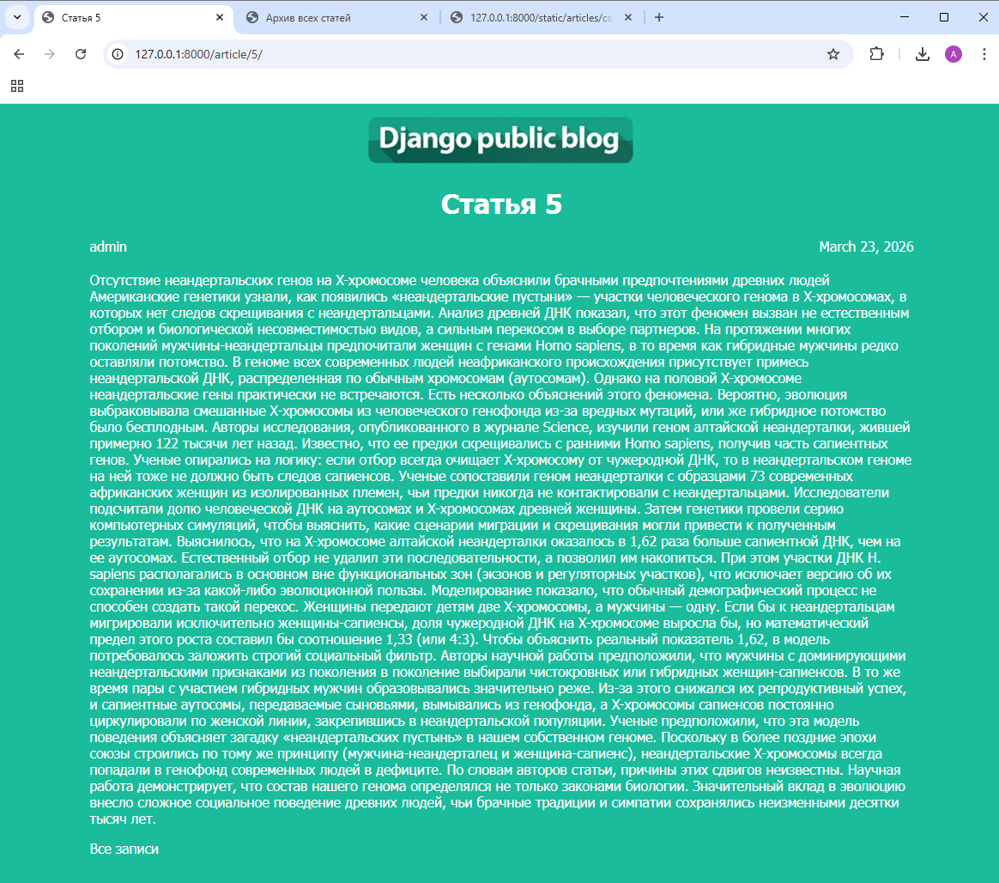 Статья 5
Архив всех статей
127.0.0.1:8000/static/articles/cs
127.0.0.1:8000/article/5/
A
Django public blog
Статья 5
admin
March 23, 2026
Отсутствие неандертальских генов на X-хромосоме человека объяснили брачными предпочтениями древних людей
Американские генетики узнали, как появились «неандертальские пустыни» — участки человеческого генома в X-хромосомах, в
которых нет следов скрещивания с неандертальцами. Анализ древней ДНК показал, что этот феномен вызван не естественным
отбором и биологической несовместимостью видов, а сильным перекосом в выборе партнеров. На протяжении многих
поколений мужчины-неандертальцы предпочитали женщин с генами Homo sapiens, в то время как гибридные мужчины редко
оставляли потомство. В геноме всех современных людей неафриканского происхождения присутствует примесь
неандертальской ДНК, распределенная по обычным хромосомам (аутосомам). Однако на половой X-хромосоме
неандертальские гены практически не встречаются. Есть несколько объяснений этого феномена. Вероятно, эволюция
выбраковывала смешанные X-хромосомы из человеческого генофонда из-за вредных мутаций, или же гибридное потомство
было бесплодным. Авторы исследования, опубликованного в журнале Science, изучили геном алтайской неандерталки, жившей
примерно 122 тысячи лет назад. Известно, что ее предки скрещивались с ранними Homo sapiens, получив часть сапиентных
генов. Ученые опирались на логику: если отбор всегда очищает X-хромосому от чужеродной ДНК, то в неандертальском геноме
на ней тоже не должно быть следов сапиенсов. Ученые сопоставили геном неандерталки с образцами 73 современных
африканских женщин из изолированных племен, чьи предки никогда не контактировали с неандертальцами. Исследователи
подсчитали долю человеческой ДНК на аутосомах и X-хромосомах древней женщины. Затем генетики провели серию
компьютерных симуляций, чтобы выяснить, какие сценарии миграции и скрещивания могли привести к полученным
результатам. Выяснилось, что на X-хромосоме алтайской неандерталки оказалось в 1,62 раза больше сапиентной ДНК, чем на
ее аутосомах. Естественный отбор не удалил эти последовательности, а позволил им накопиться. При этом участки ДНК H.
sapiens располагались в основном вне функциональных зон (экзонов и регуляторных участков), что исключает версию об их
сохранении из-за какой-либо эволюционной пользы. Моделирование показало, что обычный демографический процесс не
способен создать такой перекос. Женщины передают детям две X-хромосомы, а мужчины — одну. Если бы к неандертальцам
мигрировали исключительно женщины-сапиенсы, доля чужеродной ДНК на X-хромосоме выросла бы, но математический
предел этого роста составил бы соотношение 1,33 (или 4:3). Чтобы объяснить реальный показатель 1,62, в модель
потребовалось заложить строгий социальный фильтр. Авторы научной работы предположили, что мужчины с доминирующими
неандертальскими признаками из поколения в поколение выбирали чистокровных или гибридных женщин-сапиенсов. В то же
время пары с участием гибридных мужчин образовывались значительно реже. Из-за этого снижался их репродуктивный успех,
и сапиентные аутосомы, передаваемые сыновьями, вымывались из генофонда, а X-хромосомы сапиенсов постоянно
циркулировали по женской линии, закрепившись в неандертальской популяции. Ученые предположили, что эта модель
поведения объясняет загадку «неандертальских пустынь» в нашем собственном геноме. Поскольку в более поздние эпохи
союзы строились по тому же принципу (мужчина-неандерталец и женщина-сапиенс), неандертальские X-хромосомы всегда
попадали в генофонд современных людей в дефиците. По словам авторов статьи, причины этих сдвигов неизвестны. Научная
работа демонстрирует, что состав нашего генома определялся не только законами биологии. Значительный вклад в эволюцию
внесло сложное социальное поведение древних людей, чьи брачные традиции и симпатии сохранялись неизменными десятки
тысяч лет.
Все записи